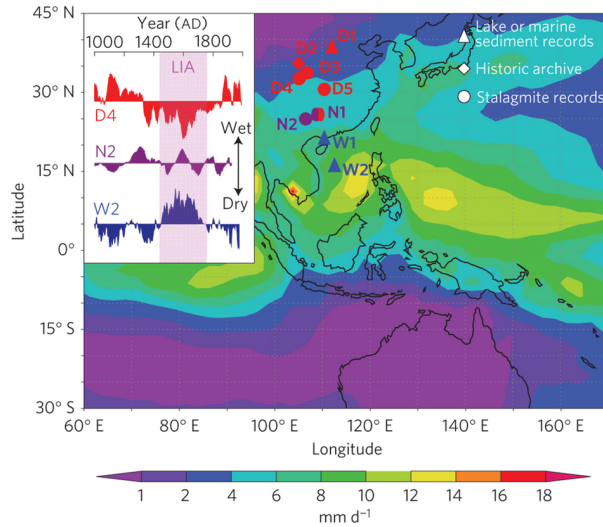 Year (AD)
1000 1400 1800
LIA
D4
N2
W2
Wet
Dry
45° N
30° N
15° N
0°
15° S
30° S
Latitude
60° E
80° E
100° E
120° E
140° E
160° E
Longitude
D1
D2
D3
D4
D5
N1
N2
W1
W2
Lake or marine
sediment records
Historic archive
Stalagmite records
1 2 4 6 8 10 12 14 16 18
mm d⁻¹